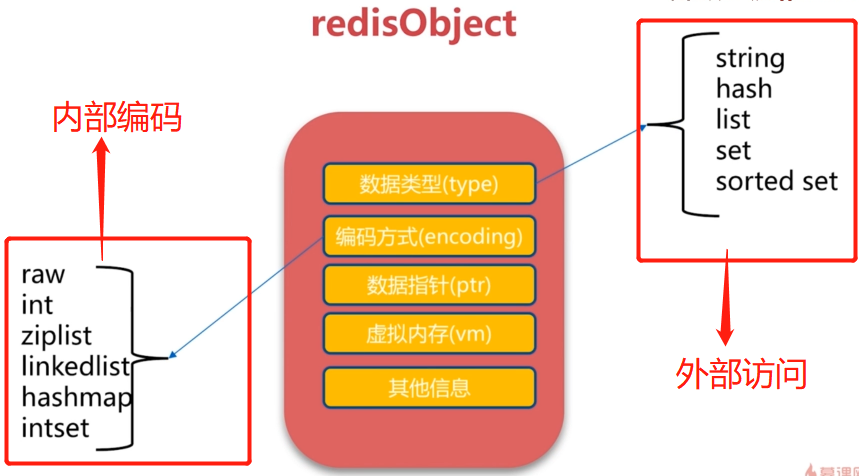 redisObject
string
hash
list
set
sorted set
外部访问
内部编码
raw
int
ziplist
linkedlist
hashmap
intset
数据类型(type)
编码方式(encoding)
数据指针(ptr)
虚拟内存(vm)
其他信息